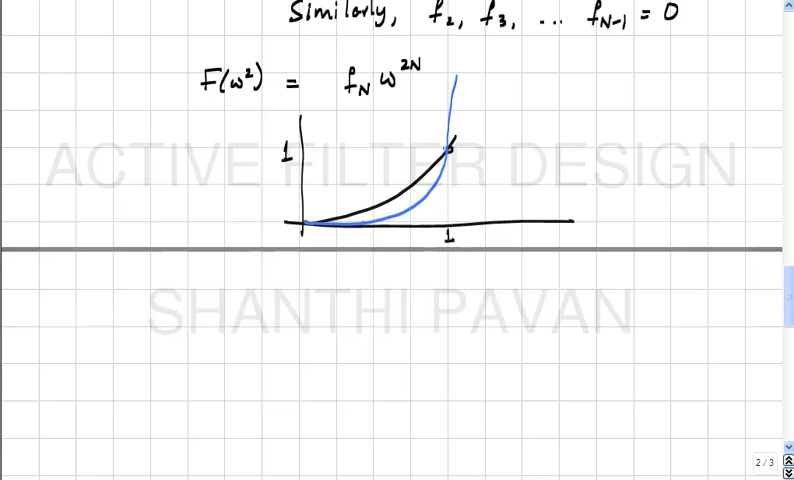 Similarly, f2, f3, ... fN-1 = 0
F(ω²) = fN ω^2N
1
ACTIVE FILTER DESIGN
1
SHANTHI PAVAN
2 / 3